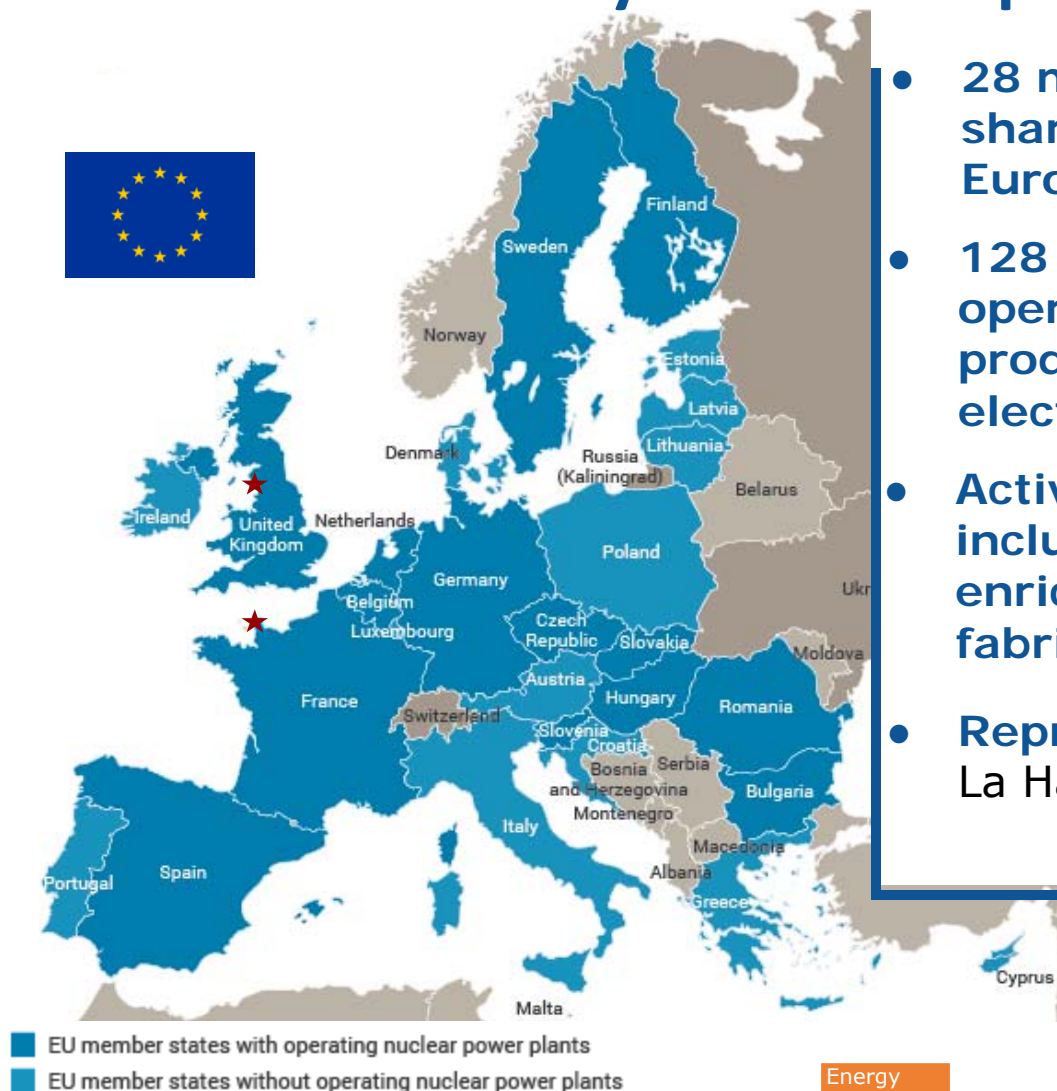 • 28 n
shar
Euro
• 128
oper
prod
elect
• Activ
inclu
enric
fabri
• Repr
La Ha
Finland
Sweden
Norway
Estonia
Latvia
Lithuania
Denmark
Russia
(Kaliningrad)
Belarus
Ireland
United
Kingdom
Netherlands
Poland
Germany
Ukr
Belgium
Luxembourg
Czech
Republic
Slovakia
Moldova
Austria
France
Hungary
Romania
Switzerland
Slovenia
Croatia
Bosnia
and Herzegovina
Serbia
Montenegro
Bulgaria
Italy
Macedonia
Albania
Portugal
Spain
Greece
Cyprus
Malta
EU member states with operating nuclear power plants
EU member states without operating nuclear power plants
Energy